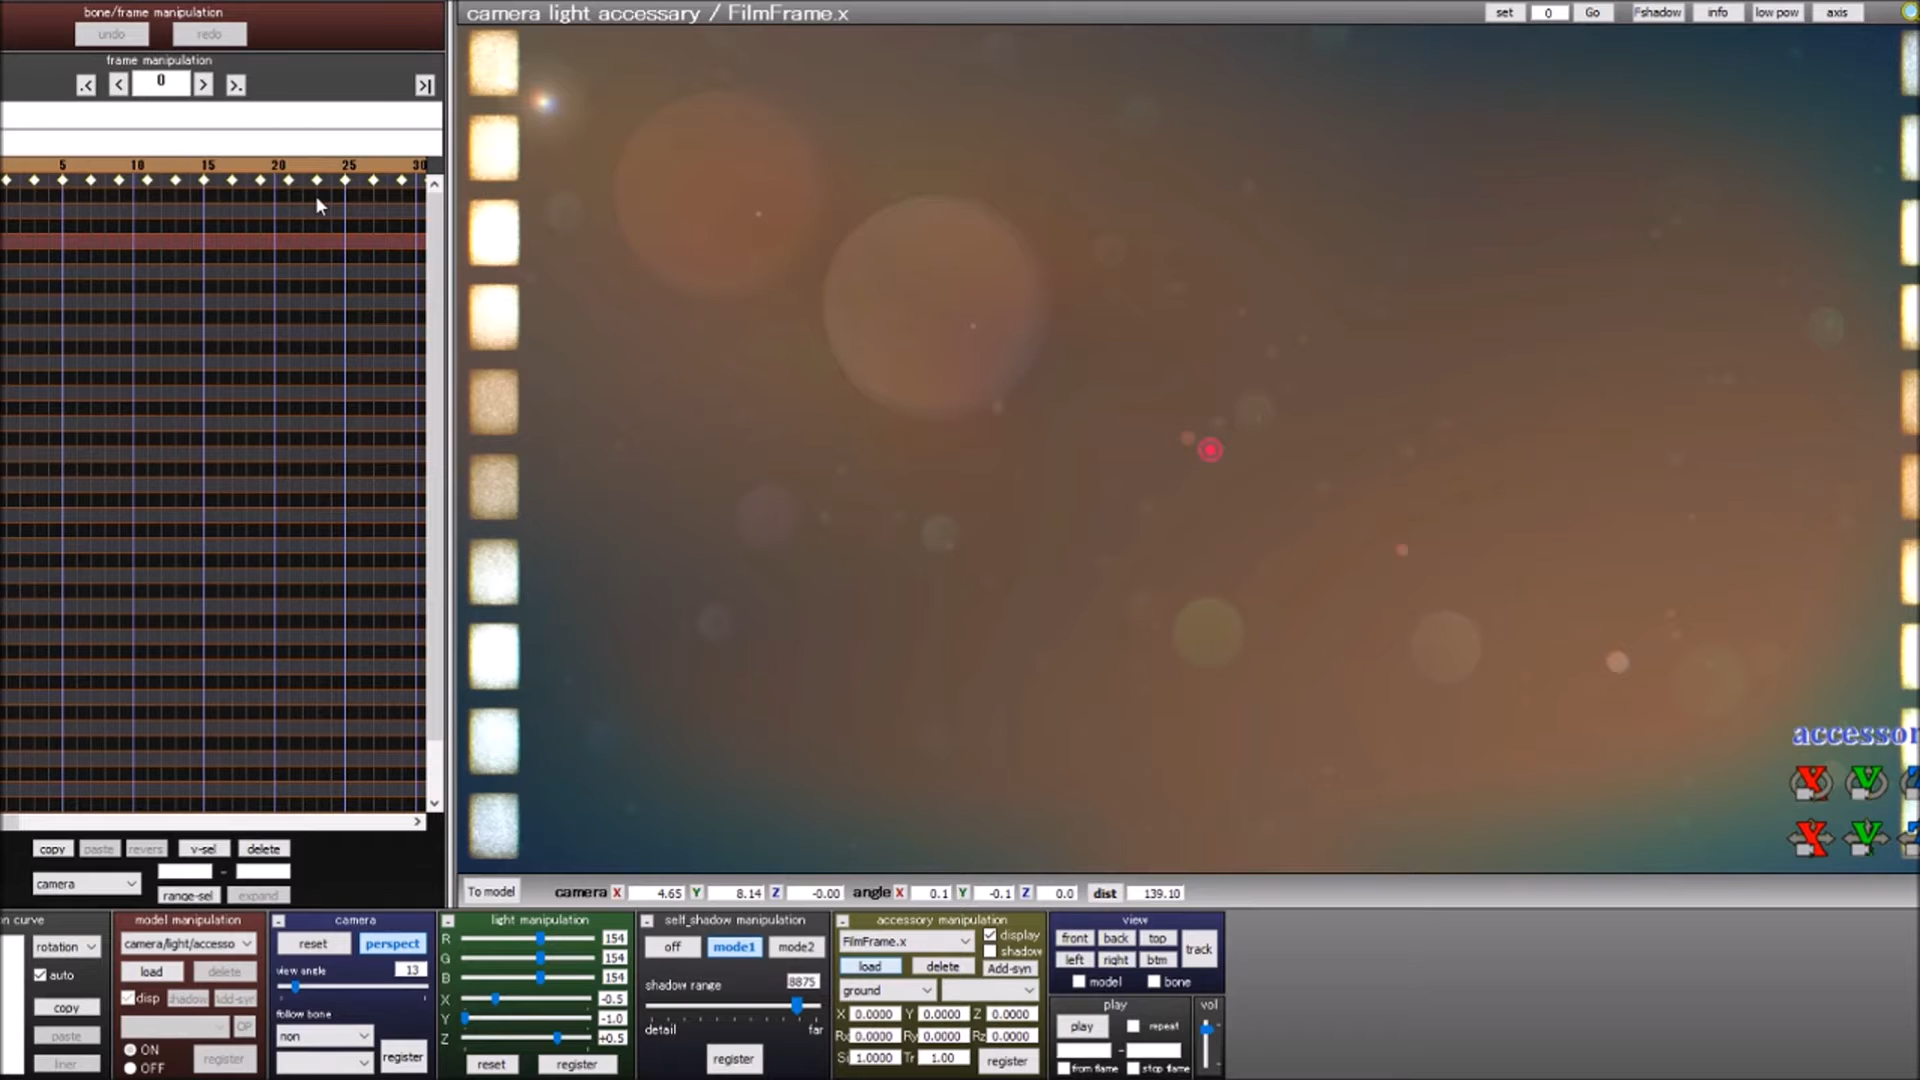 bone/frame manipulation
undo redo
frame manipulation
.< < 0 > >. >|
5 10 15 20 25 30
copy paste revers v-sel delete
-
camera range-sel expand
camera light accessary / FilmFrame.x
set 0 Go Fshadow info low pow axis
accessor
X Y
X Y
To model camera X 4.65 Y 8.14 Z -0.00 angle X 0.1 Y -0.1 Z 0.0 dist 139.10
n curve
rotation
auto
copy
paste
liner
model manipulation
camera/light/accesso
load delete
disp shadow Add-syn
OP
ON
OFF
register
- camera
reset perspect
view angle 13
follow bone
non
register
- light manipulation
R 154
G 154
B 154
X -0.5
Y -1.0
Z +0.5
reset register
- self_shadow manipulation
off mode1 mode2
shadow range 8875
detail far
register
- accessory manipulation
FilmFrame.x display
shadow
load delete Add-syn
ground
X 0.0000 Y 0.0000 Z 0.0000
Rx 0.0000 Ry 0.0000 Rz 0.0000
Si 1.0000 Tr 1.00 register
view
front back top
left right btm track
model bone
play
play repeat
-
from flame stop flame
vol